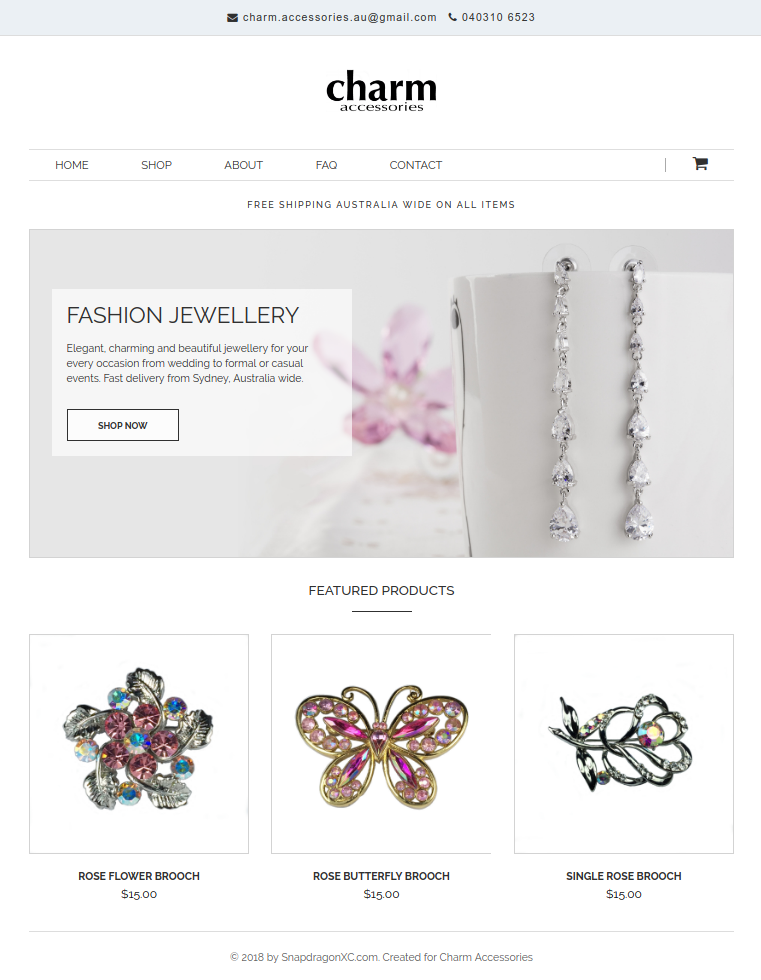 charm.accessories.au@gmail.com 040310 6523
charm
accessories
HOME SHOP ABOUT FAQ CONTACT
FREE SHIPPING AUSTRALIA WIDE ON ALL ITEMS
FASHION JEWELLERY
Elegant, charming and beautiful jewellery for your
every occasion from wedding to formal or casual
events. Fast delivery from Sydney, Australia wide.
SHOP NOW
FEATURED PRODUCTS
ROSE FLOWER BROOCH
$15.00
ROSE BUTTERFLY BROOCH
$15.00
SINGLE ROSE BROOCH
$15.00
© 2018 by SnapdragonXC.com. Created for Charm Accessories